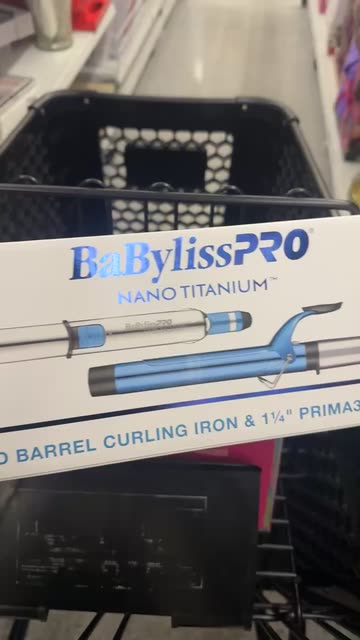 BaBylissPRO®
NANO TITANIUM™
BaBylissPRO
BARREL CURLING IRON & 1¼" PRIMA3